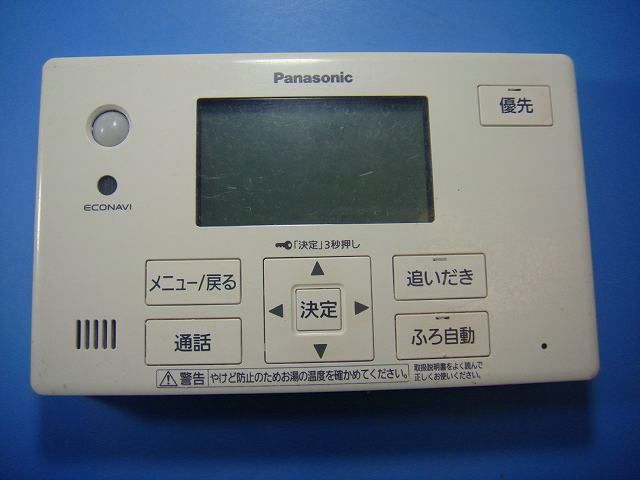 Panasonic
優先
ECONAVI
「決定」3秒押し
メニュー/戻る
追いだき
決定
通話
ふろ自動
警告 やけど防止のためお湯の温度を確かめてください。
取扱説明書をよく読んで
正しくお使いください。